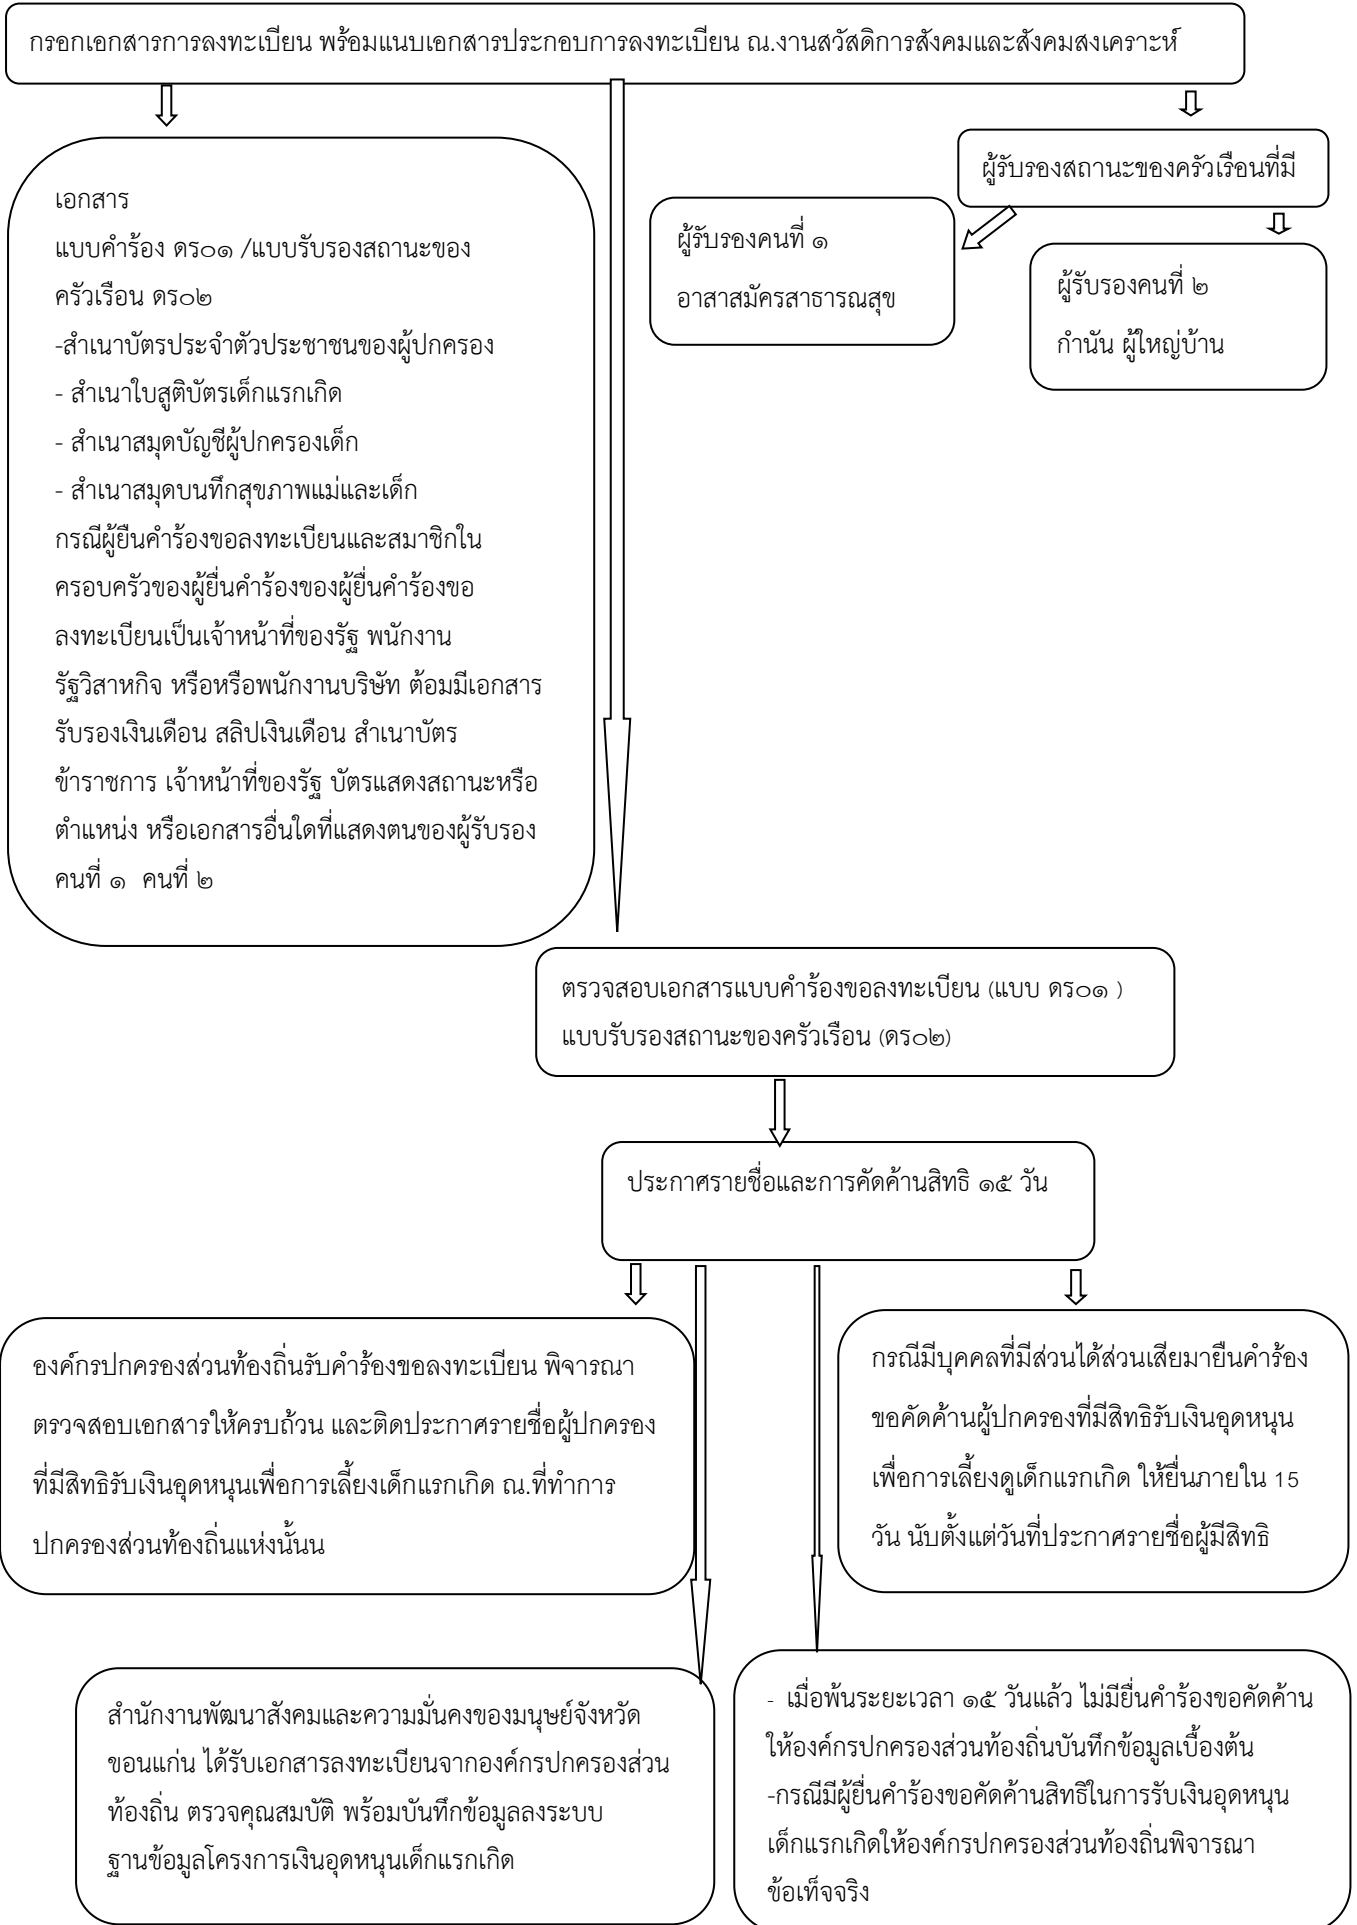 กรอกเอกสารการลงทะเบียน พร้อมแนบเอกสารประกอบการลงทะเบียน ณ.งานสวัสดิการสังคมและสังคมสงเคราะห์
เอกสาร
แบบคำร้อง ดร๐๑ /แบบรับรองสถานะของ
ครัวเรือน ดร๐๒
-สำเนาบัตรประจำตัวประชาชนของผู้ปกครอง
- สำเนาใบสูติบัตรเด็กแรกเกิด
- สำเนาสมุดบัญชีผู้ปกครองเด็ก
- สำเนาสมุดบนทึกสุขภาพแม่และเด็ก
กรณีผู้ยืนคำร้องขอลงทะเบียนและสมาชิกใน
ครอบครัวของผู้ยื่นคำร้องของผู้ยื่นคำร้องขอ
ลงทะเบียนเป็นเจ้าหน้าที่ของรัฐ พนักงาน
รัฐวิสาหกิจ หรือหรือพนักงานบริษัท ต้อมมีเอกสาร
รับรองเงินเดือน สลิปเงินเดือน สำเนาบัตร
ข้าราชการ เจ้าหน้าที่ของรัฐ บัตรแสดงสถานะหรือ
ตำแหน่ง หรือเอกสารอื่นใดที่แสดงตนของผู้รับรอง
คนที่ ๑ คนที่ ๒
ผู้รับรองสถานะของครัวเรือนที่มี
ผู้รับรองคนที่ ๑
อาสาสมัครสาธารณสุข
ผู้รับรองคนที่ ๒
กำนัน ผู้ใหญ่บ้าน
ตรวจสอบเอกสารแบบคำร้องขอลงทะเบียน (แบบ ดร๐๑ )
แบบรับรองสถานะของครัวเรือน (ดร๐๒)
ประกาศรายชื่อและการคัดค้านสิทธิ ๑๕ วัน
องค์กรปกครองส่วนท้องถิ่นรับคำร้องขอลงทะเบียน พิจารณา
ตรวจสอบเอกสารให้ครบถ้วน และติดประกาศรายชื่อผู้ปกครอง
ที่มีสิทธิรับเงินอุดหนุนเพื่อการเลี้ยงเด็กแรกเกิด ณ.ที่ทำการ
ปกครองส่วนท้องถิ่นแห่งนั้นน
กรณีมีบุคคลที่มีส่วนได้ส่วนเสียมายืนคำร้อง
ขอคัดค้านผู้ปกครองที่มีสิทธิรับเงินอุดหนุน
เพื่อการเลี้ยงดูเด็กแรกเกิด ให้ยื่นภายใน 15
วัน นับตั้งแต่วันที่ประกาศรายชื่อผู้มีสิทธิ
สำนักงานพัฒนาสังคมและความมั่นคงของมนุษย์จังหวัด
ขอนแก่น ได้รับเอกสารลงทะเบียนจากองค์กรปกครองส่วน
ท้องถิ่น ตรวจคุณสมบัติ พร้อมบันทึกข้อมูลลงระบบ
ฐานข้อมูลโครงการเงินอุดหนุนเด็กแรกเกิด
- เมื่อพ้นระยะเวลา ๑๕ วันแล้ว ไม่มียื่นคำร้องขอคัดค้าน
ให้องค์กรปกครองส่วนท้องถิ่นบันทึกข้อมูลเบื้องต้น
-กรณีมีผู้ยื่นคำร้องขอคัดค้านสิทธิในการรับเงินอุดหนุน
เด็กแรกเกิดให้องค์กรปกครองส่วนท้องถิ่นพิจารณา
ข้อเท็จจริง